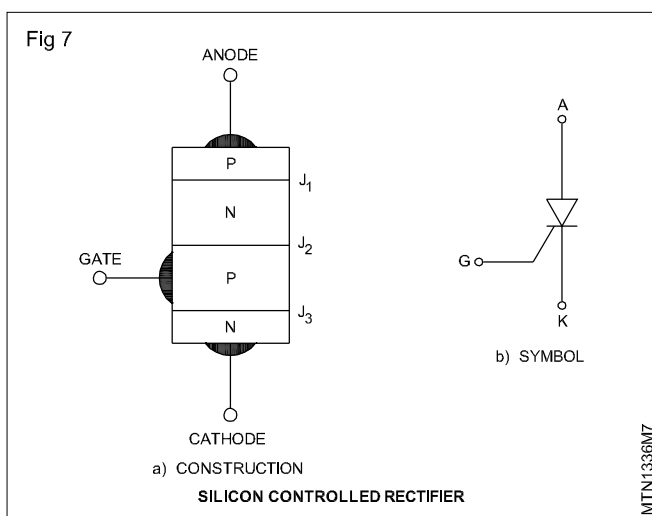 Fig 7
ANODE
P
J1
N
J2
GATE
P
J3
N
CATHODE
a) CONSTRUCTION
A
G
K
b) SYMBOL
SILICON CONTROLLED RECTIFIER
MTN1336M7